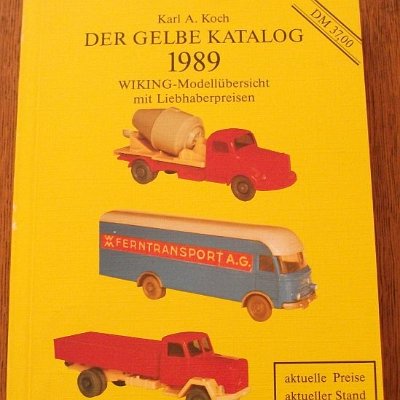 Karl A. Koch
DER GELBE KATALOG
1989
DM 37,00
WIKING-Modellübersicht
mit Liebhaberpreisen
FERNTRANSPORT A.G.
aktuelle Preise
aktueller Stand